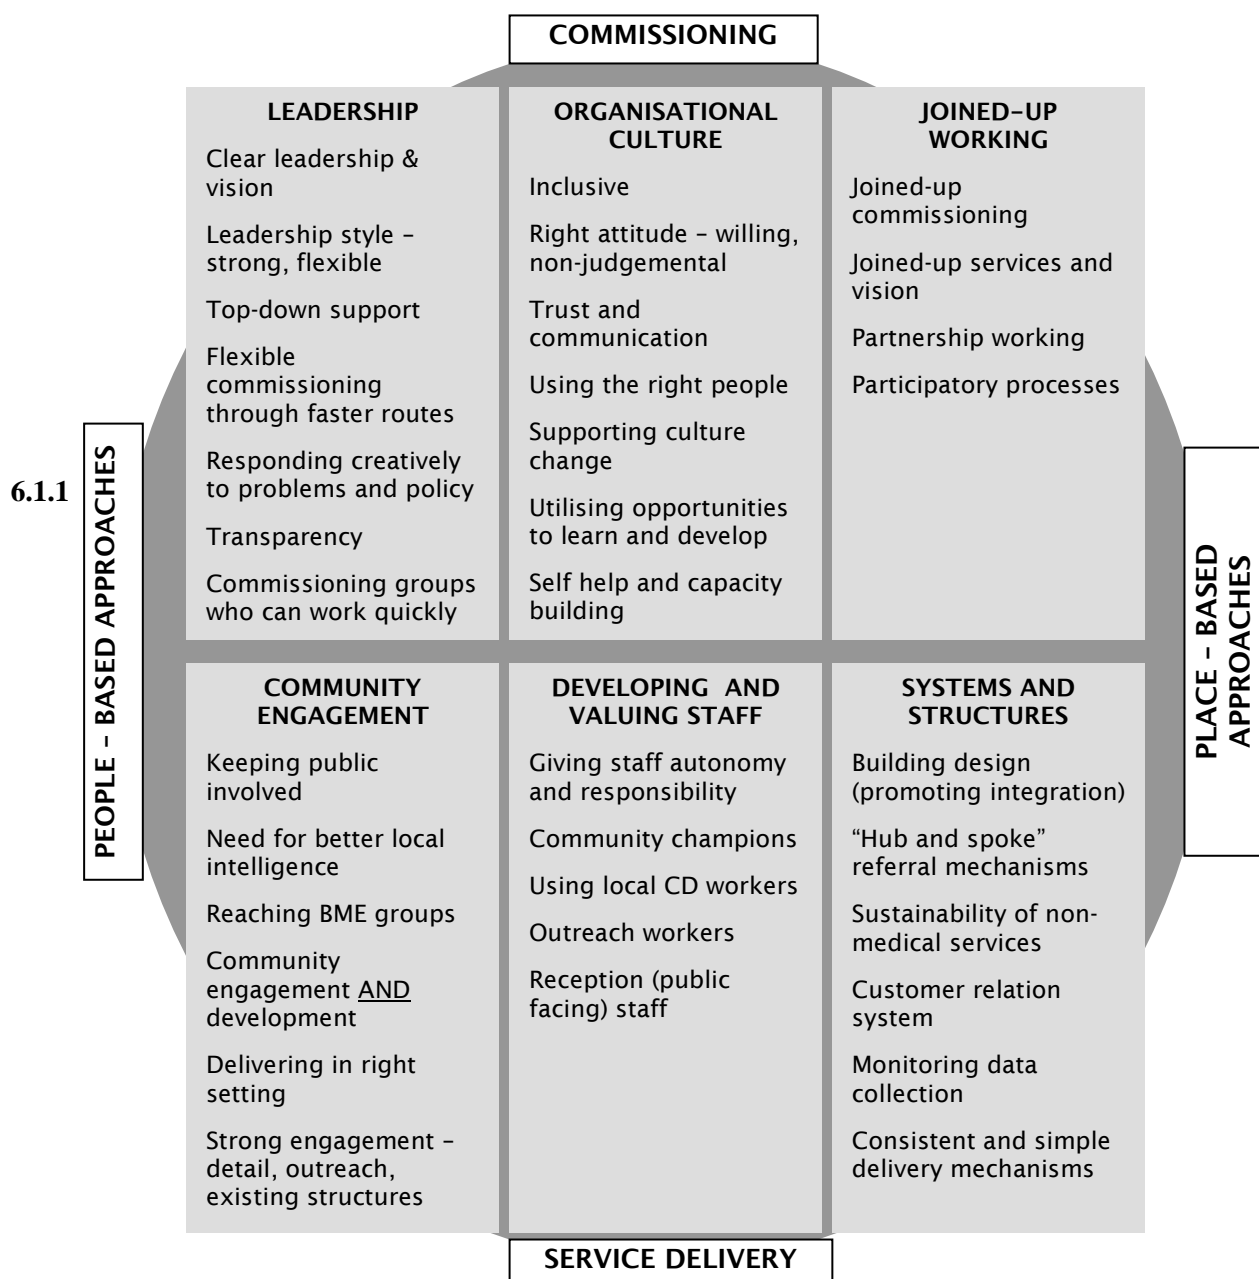 COMMISSIONING
LEADERSHIP
Clear leadership &
vision
Leadership style –
strong, flexible
Top-down support
Flexible
commissioning
through faster routes
Responding creatively
to problems and policy
Transparency
Commissioning groups
who can work quickly
ORGANISATIONAL
CULTURE
Inclusive
Right attitude – willing,
non-judgemental
Trust and
communication
Using the right people
Supporting culture
change
Utilising opportunities
to learn and develop
Self help and capacity
building
JOINED-UP
WORKING
Joined-up
commissioning
Joined-up services and
vision
Partnership working
Participatory processes
6.1.1
PEOPLE – BASED APPROACHES
PLACE – BASED
APPROACHES
COMMUNITY
ENGAGEMENT
Keeping public
involved
Need for better local
intelligence
Reaching BME groups
Community
engagement AND
development
Delivering in right
setting
Strong engagement –
detail, outreach,
existing structures
DEVELOPING AND
VALUING STAFF
Giving staff autonomy
and responsibility
Community champions
Using local CD workers
Outreach workers
Reception (public
facing) staff
SYSTEMS AND
STRUCTURES
Building design
(promoting integration)
“Hub and spoke”
referral mechanisms
Sustainability of non-
medical services
Customer relation
system
Monitoring data
collection
Consistent and simple
delivery mechanisms
SERVICE DELIVERY